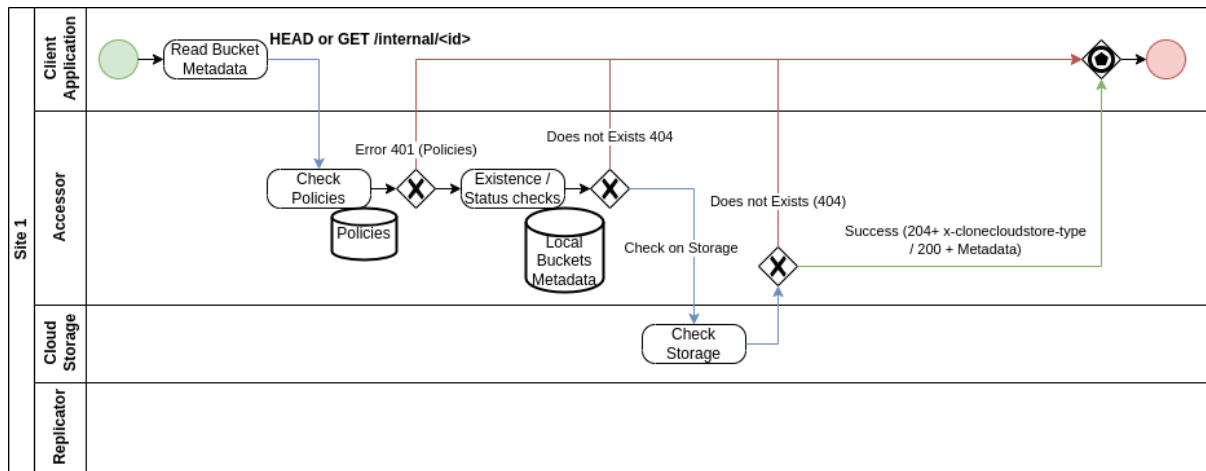 Site 1
Client
Application
Read Bucket
Metadata
HEAD or GET /internal/<id>
Accessor
Error 401 (Policies)
Does not Exists 404
Check
Policies
Policies
Existence /
Status checks
Local
Buckets
Metadata
Check on Storage
Does not Exists (404)
Success (204+ x-clonecloudstore-type
/ 200 + Metadata)
Cloud
Storage
Check
Storage
Replicator